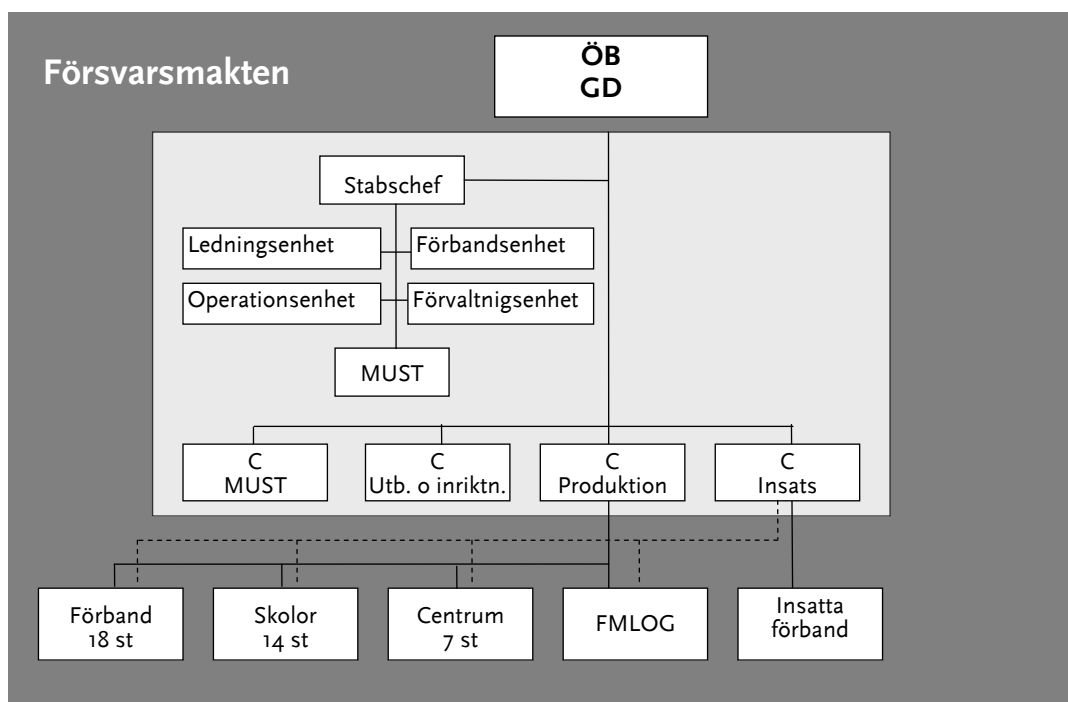 Försvarsmakten
ÖB
GD
Stabschef
Ledningsenhet
Förbandsenhet
Operationsenhet
Förvaltnigsenhet
MUST
C
MUST
C
Utb. o inriktn.
C
Produktion
C
Insats
Förband
18 st
Skolor
14 st
Centrum
7 st
FMLOG
Insatta
förband